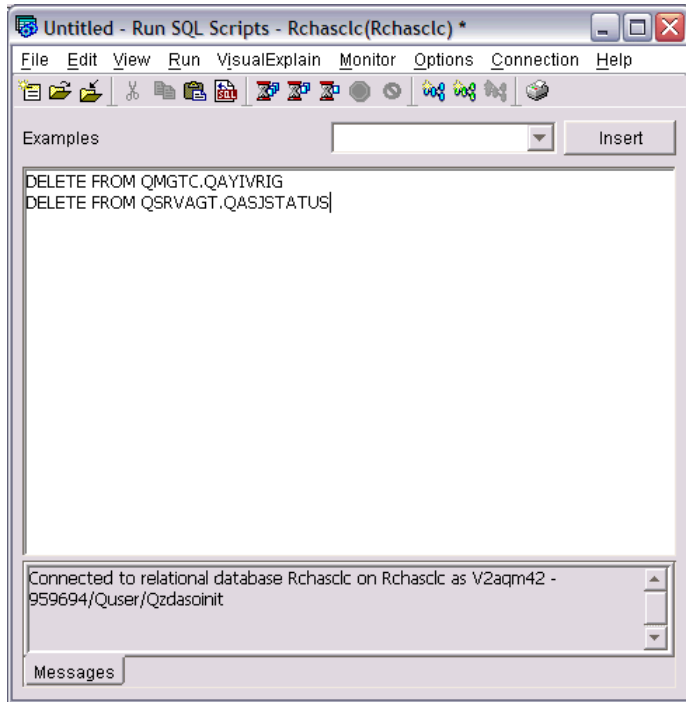 Untitled - Run SQL Scripts - Rchasclc(Rchasclc) *
File Edit View Run VisualExplain Monitor Options Connection Help
Examples
Insert
DELETE FROM QMGTC.QAYIVRIG
DELETE FROM QSRVAGT.QASJSTATUS
Connected to relational database Rchasclc on Rchasclc as V2aqm42 -
959694/Quser/Qzdasoinit
Messages